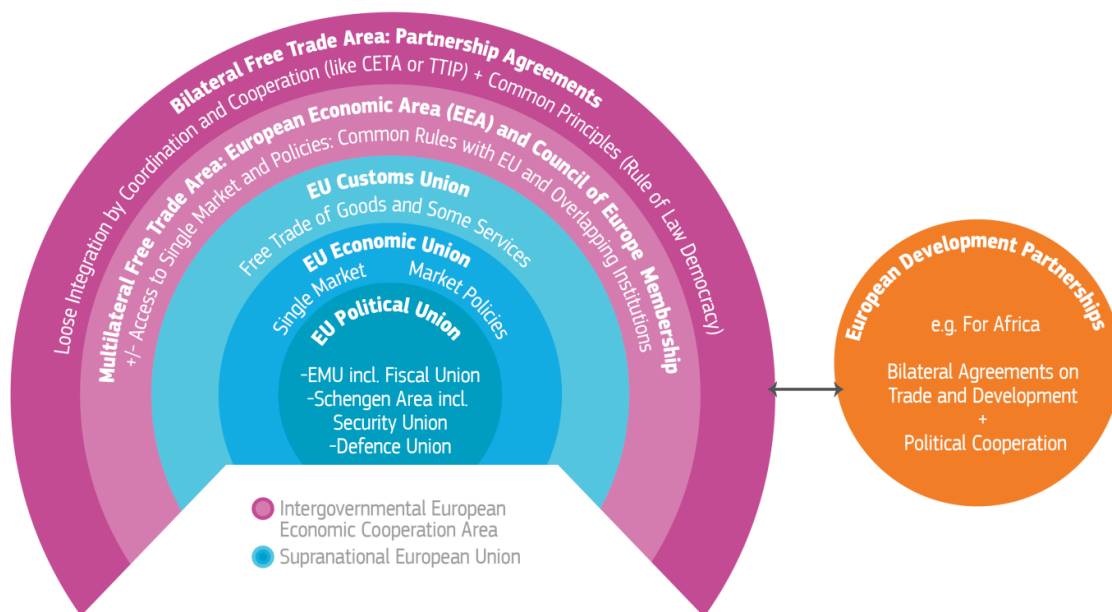 Bilateral Free Trade Area: Partnership Agreements
Loose Integration by Coordination and Cooperation (like CETA or TTIP) + Common Principles (Rule of Law Democracy)
Multilateral Free Trade Area: European Economic Area (EEA) and Council of Europe Membership
+/- Access to Single Market and Policies: Common Rules with EU and Overlapping Institutions
EU Customs Union
Free Trade of Goods and Some Services
EU Economic Union
Single Market
Market Policies
EU Political Union
-EMU incl. Fiscal Union
-Schengen Area incl.
Security Union
-Defence Union
Intergovernmental European
Economic Cooperation Area
Supranational European Union
European Development Partnerships
e.g. For Africa
Bilateral Agreements on
Trade and Development
+
Political Cooperation